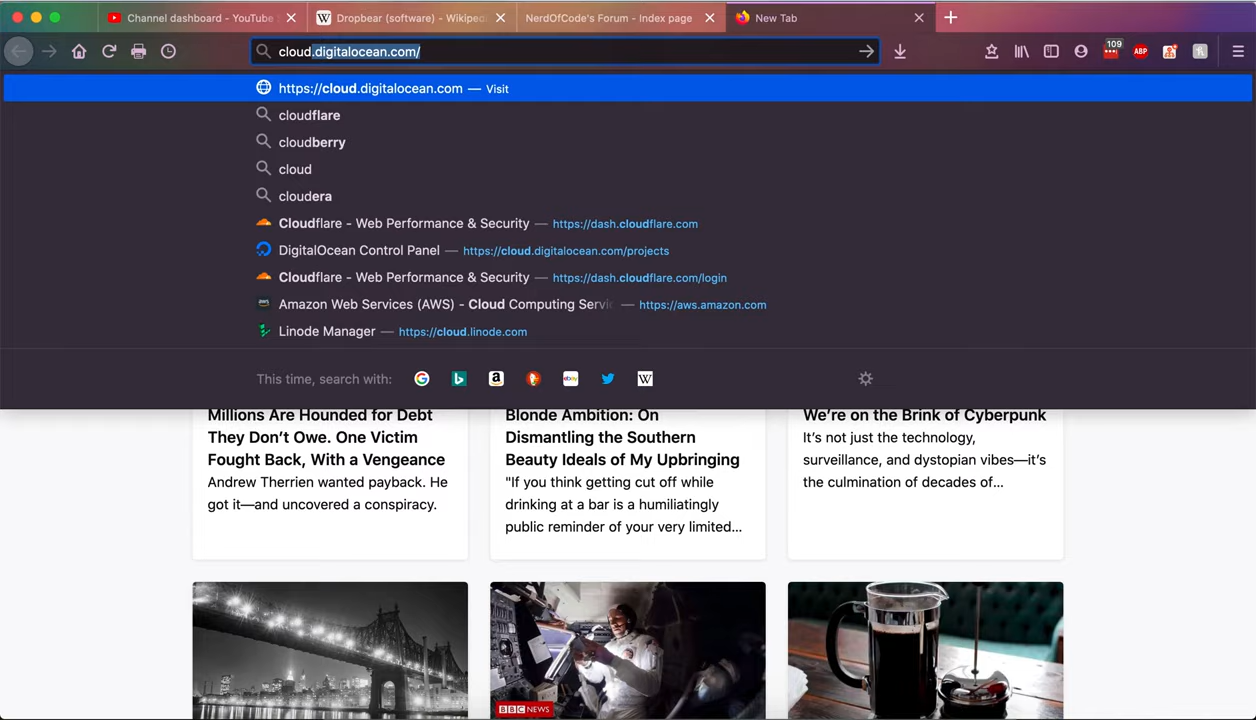 Channel dashboard - YouTube
Dropbear (software) - Wikiped
NerdOfCode's Forum - Index page
New Tab
cloud.digitalocean.com/
109
ABP
https://cloud.digitalocean.com — Visit
cloudflare
cloudberry
cloud
cloudera
Cloudflare - Web Performance & Security — https://dash.cloudflare.com
DigitalOcean Control Panel — https://cloud.digitalocean.com/projects
Cloudflare - Web Performance & Security — https://dash.cloudflare.com/login
Amazon Web Services (AWS) - Cloud Computing Servi — https://aws.amazon.com
Linode Manager — https://cloud.linode.com
This time, search with:
Millions Are Hounded for Debt
They Don't Owe. One Victim
Fought Back, With a Vengeance
Andrew Therrien wanted payback. He
got it—and uncovered a conspiracy.
Blonde Ambition: On
Dismantling the Southern
Beauty Ideals of My Upbringing
"If you think getting cut off while
drinking at a bar is a humiliatingly
public reminder of your very limited...
We're on the Brink of Cyberpunk
It's not just the technology,
surveillance, and dystopian vibes—it's
the culmination of decades of...
BBC NEWS